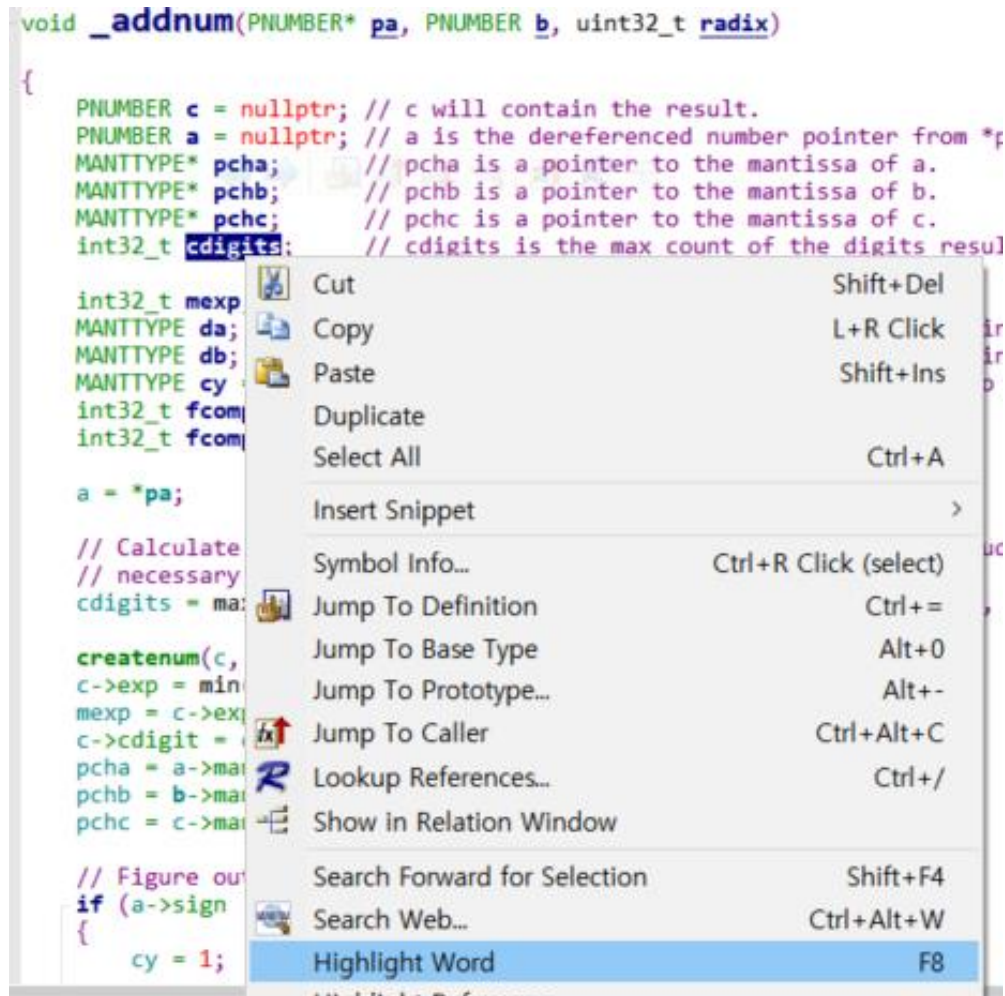 void _addnum(PNUMBER* pa, PNUMBER b, uint32_t radix)
{
PNUMBER c = nullptr; // c will contain the result.
PNUMBER a = nullptr; // a is the dereferenced number pointer from *p
MANTTYPE* pcha; // pcha is a pointer to the mantissa of a.
MANTTYPE* pchb; // pchb is a pointer to the mantissa of b.
MANTTYPE* pchc; // pchc is a pointer to the mantissa of c.
int32_t cdigits; // cdigits is the max count of the digits resul
int32_t mexp
MANTTYPE da;
MANTTYPE db;
MANTTYPE cy =
int32_t fcomp
int32_t fcomp
a = *pa;
// Calculate
// necessary
cdigits = max
createnum(c,
c->exp = min(
mexp = c->exp
c->cdigit =
pcha = a->man
pchb = b->man
pchc = c->man
// Figure out
if (a->sign
{
cy = 1;
Cut Shift+Del
Copy L+R Click
Paste Shift+Ins
Duplicate
Select All Ctrl+A
Insert Snippet >
Symbol Info... Ctrl+R Click (select)
Jump To Definition Ctrl+=
Jump To Base Type Alt+0
Jump To Prototype... Alt+-
Jump To Caller Ctrl+Alt+C
Lookup References... Ctrl+/
Show in Relation Window
Search Forward for Selection Shift+F4
Search Web... Ctrl+Alt+W
Highlight Word F8